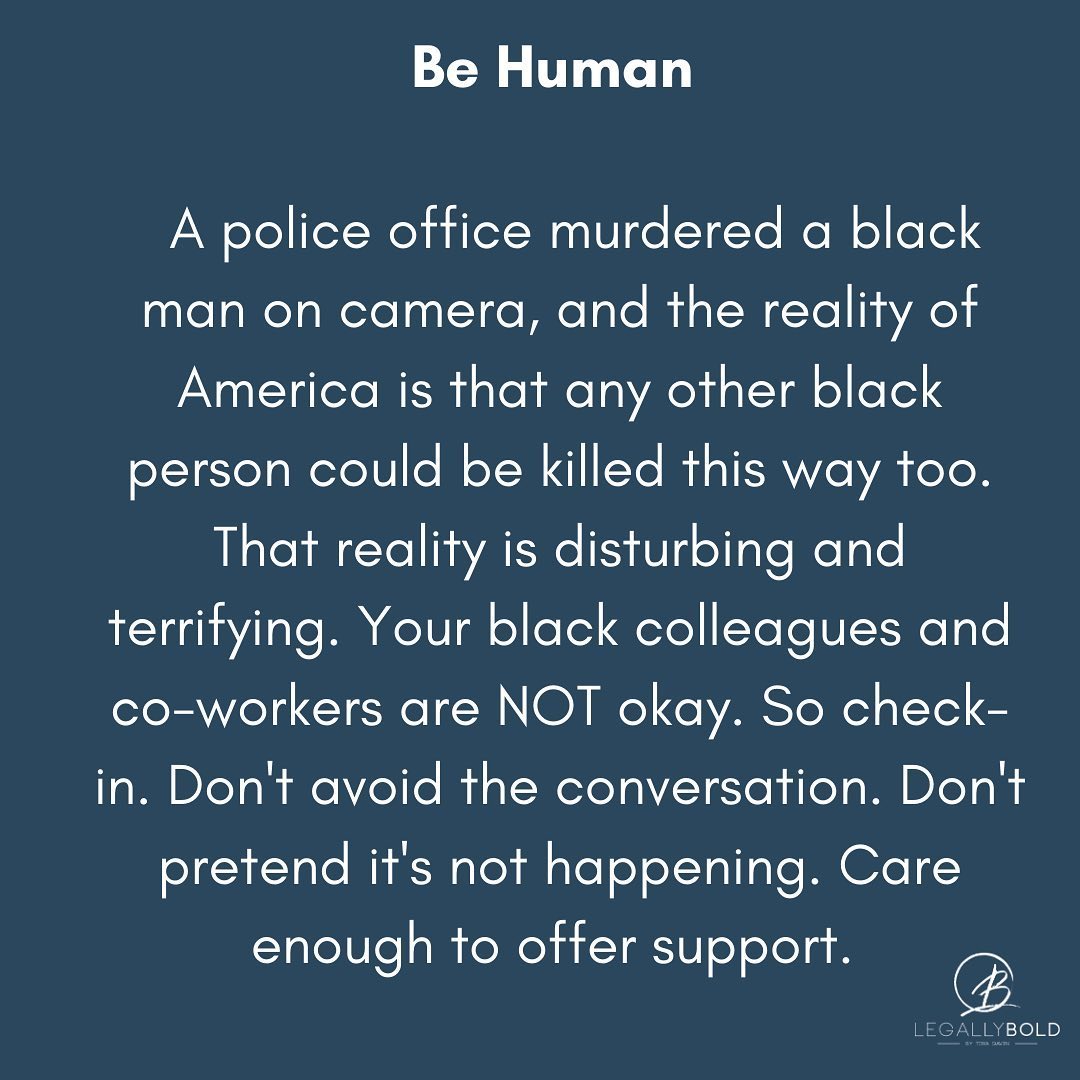 Be Human
A police office murdered a black
man on camera, and the reality of
America is that any other black
person could be killed this way too.
That reality is disturbing and
terrifying. Your black colleagues and
co-workers are NOT okay. So check-
in. Don't avoid the conversation. Don't
pretend it's not happening. Care
enough to offer support.
B
LEGALLYBOLD
BY